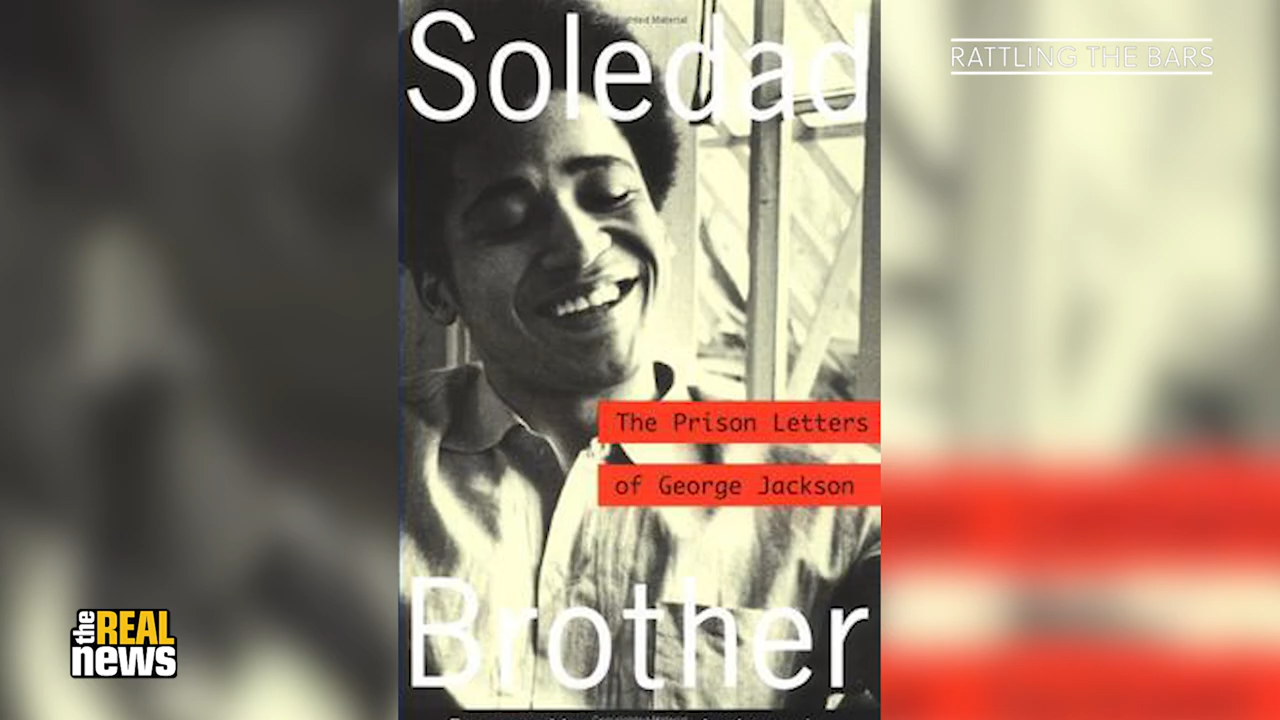 Soledad
RATTLING THE BARS
The Prison Letters
of George Jackson
Brother
the REAL
news